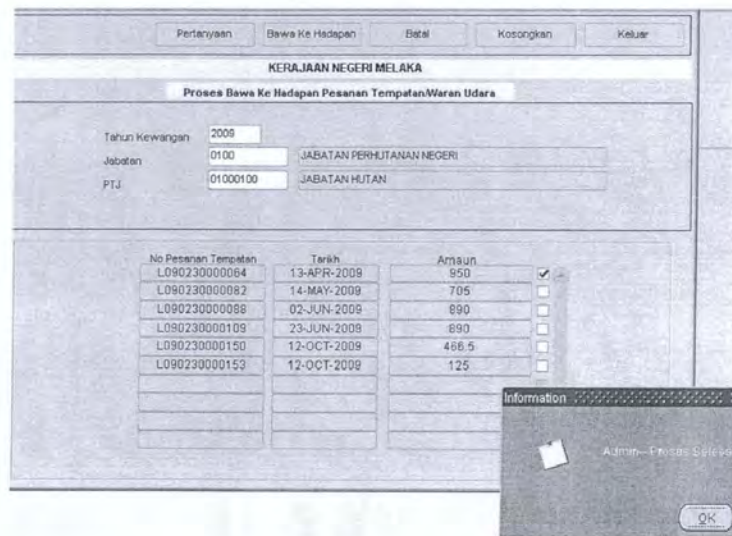 Pertanyaan Bawa Ke Hadapan Batal Kosongkan Keluar
KERAJAAN NEGERI MELAKA
Proses Bawa Ke Hadapan Pesanan Tempatan/Waran Udara
Tahun Kewangan 2009
Jabatan 0100 JABATAN PERHUTANAN NEGERI
PTJ 01000100 JABATAN HUTAN
No Pesanan Tempatan Tarikh Amaun
L090230000064 13-APR-2009 950
L090230000082 14-MAY-2009 705
L090230000088 02-JUN-2009 890
L090230000109 23-JUN-2009 890
L090230000150 12-OCT-2009 466.5
L090230000153 12-OCT-2009 125
Information
Admin-- Proses Selesa
OK